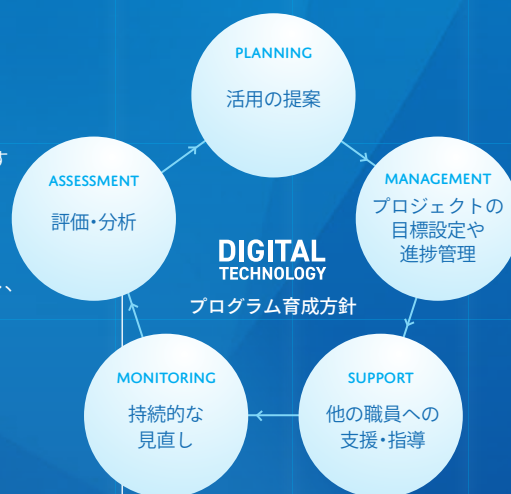 PLANNING
活用の提案
MANAGEMENT
プロジェクトの
目標設定や
進捗管理
SUPPORT
他の職員への
支援・指導
MONITORING
持続的な
見直し
ASSESSMENT
評価・分析
DIGITAL
TECHNOLOGY
プログラム育成方針
す
、